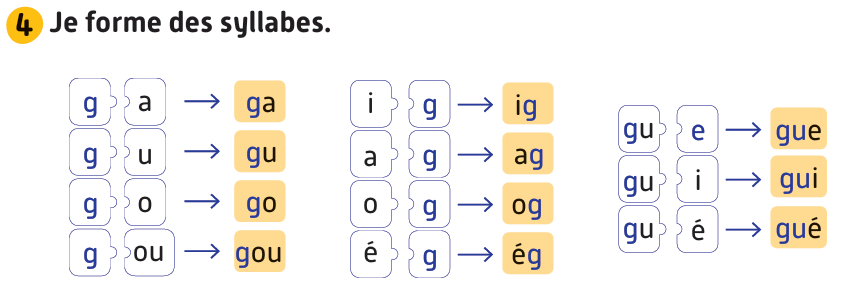 4 Je forme des syllabes.
g a → ga
g u → gu
g o → go
g ou → gou
i g → ig
a g → ag
o g → og
é g → ég
gu e → gue
gu i → gui
gu é → gué